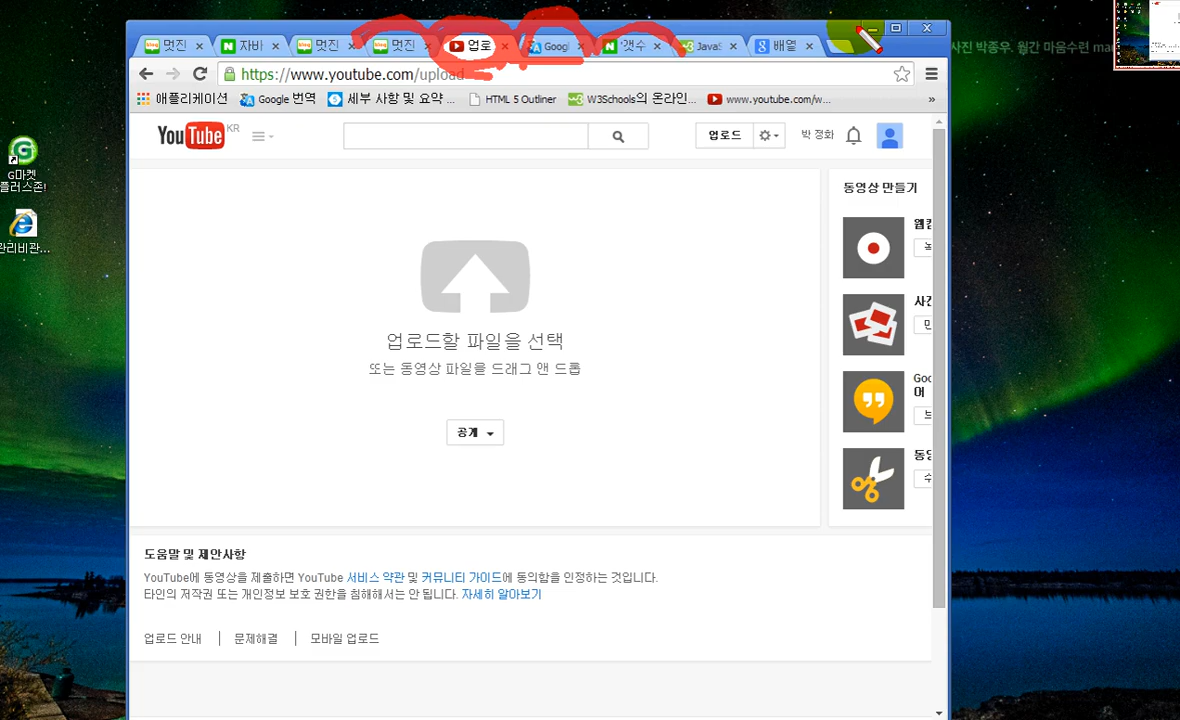 멋진
자바
멋진
멋진
업로
Googl
'갯수
JavaS
배열
https://www.youtube.com/upload
애플리케이션
Google 번역
세부 사항 및 요약 ...
HTML 5 Outliner
W3Schools의 온라인...
www.youtube.com/w...
»
YouTube KR
업로드
박 정화
G마켓
플러스존!
관리비관...
사진 박종우. 월간 마음수련
업로드할 파일을 선택
또는 동영상 파일을 드래그 앤 드롭
공개
동영상 만들기
웹캠
사진
Goo
어
동영
도움말 및 제안사항
YouTube에 동영상을 제출하면 YouTube 서비스 약관 및 커뮤니티 가이드에 동의함을 인정하는 것입니다.
타인의 저작권 또는 개인정보 보호 권한을 침해해서는 안 됩니다. 자세히 알아보기
업로드 안내 | 문제해결 | 모바일 업로드